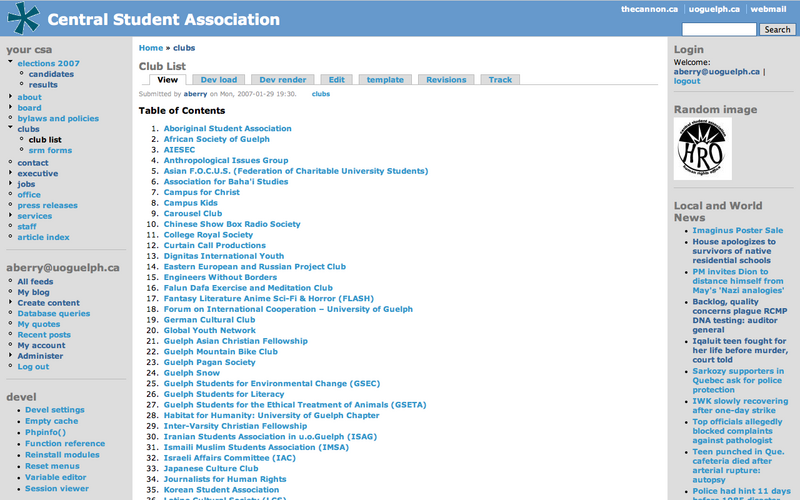 thecannon.ca | uoguelph.ca | webmail
Central Student Association
Search
your csa
elections 2007
candidates
results
about
board
bylaws and policies
clubs
club list
srm forms
contact
executive
jobs
office
press releases
services
staff
article index
aberry@uoguelph.ca
All feeds
My blog
Create content
Database queries
My quotes
Recent posts
My account
Administer
Log out
devel
Devel settings
Empty cache
Phpinfo()
Function reference
Reinstall modules
Reset menus
Variable editor
Session viewer
Home » clubs
Club List
View Dev load Dev render Edit template Revisions Track
Submitted by aberry on Mon, 2007-01-29 19:30. clubs
Table of Contents
1. Aboriginal Student Association
2. African Society of Guelph
3. AIESEC
4. Anthropological Issues Group
5. Asian F.O.C.U.S. (Federation of Charitable University Students)
6. Association for Baha'i Studies
7. Campus for Christ
8. Campus Kids
9. Carousel Club
10. Chinese Show Box Radio Society
11. College Royal Society
12. Curtain Call Productions
13. Dignitas International Youth
14. Eastern European and Russian Project Club
15. Engineers Without Borders
16. Falun Dafa Exercise and Meditation Club
17. Fantasy Literature Anime Sci-Fi & Horror (FLASH)
18. Forum on International Cooperation – University of Guelph
19. German Cultural Club
20. Global Youth Network
21. Guelph Asian Christian Fellowship
22. Guelph Mountain Bike Club
23. Guelph Pagan Society
24. Guelph Snow
25. Guelph Students for Environmental Change (GSEC)
26. Guelph Students for Literacy
27. Guelph Students for the Ethical Treatment of Animals (GSETA)
28. Habitat for Humanity: University of Guelph Chapter
29. Inter-Varsity Christian Fellowship
30. Iranian Students Association in u.o.Guelph (ISAG)
31. Ismaili Muslim Students Association (IMSA)
32. Israeli Affairs Committee (IAC)
33. Japanese Culture Club
34. Journalists for Human Rights
35. Korean Student Association
Login
Welcome:
aberry@uoguelph.ca |
logout
Random image
HRO
human rights office
Local and World
News
Imaginus Poster Sale
House apologizes to
survivors of native
residential schools
PM invites Dion to
distance himself from
May's 'Nazi analogies'
Backlog, quality
concerns plague RCMP
DNA testing: auditor
general
Iqaluit teen fought for
her life before murder,
court told
Sarkozy supporters in
Quebec ask for police
protection
IWK slowly recovering
after one-day strike
Top officials allegedly
blocked complaints
against pathologist
Teen punched in Que.
cafeteria died after
arterial rupture:
autopsy
Police had hint 11 days